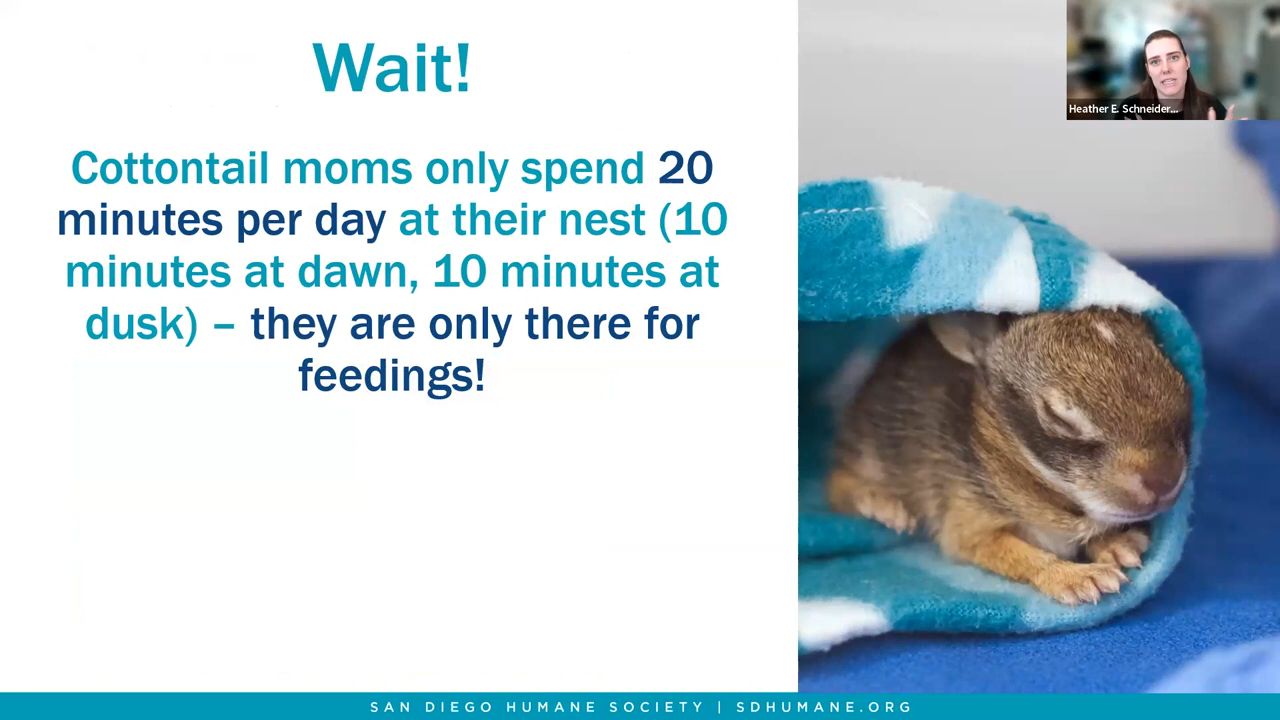 Wait!
Heather E. Schneider...
Cottontail moms only spend 20
minutes per day at their nest (10
minutes at dawn, 10 minutes at
dusk) – they are only there for
feedings!
SAN DIEGO HUMANE SOCIETY | SDHUMANE.ORG